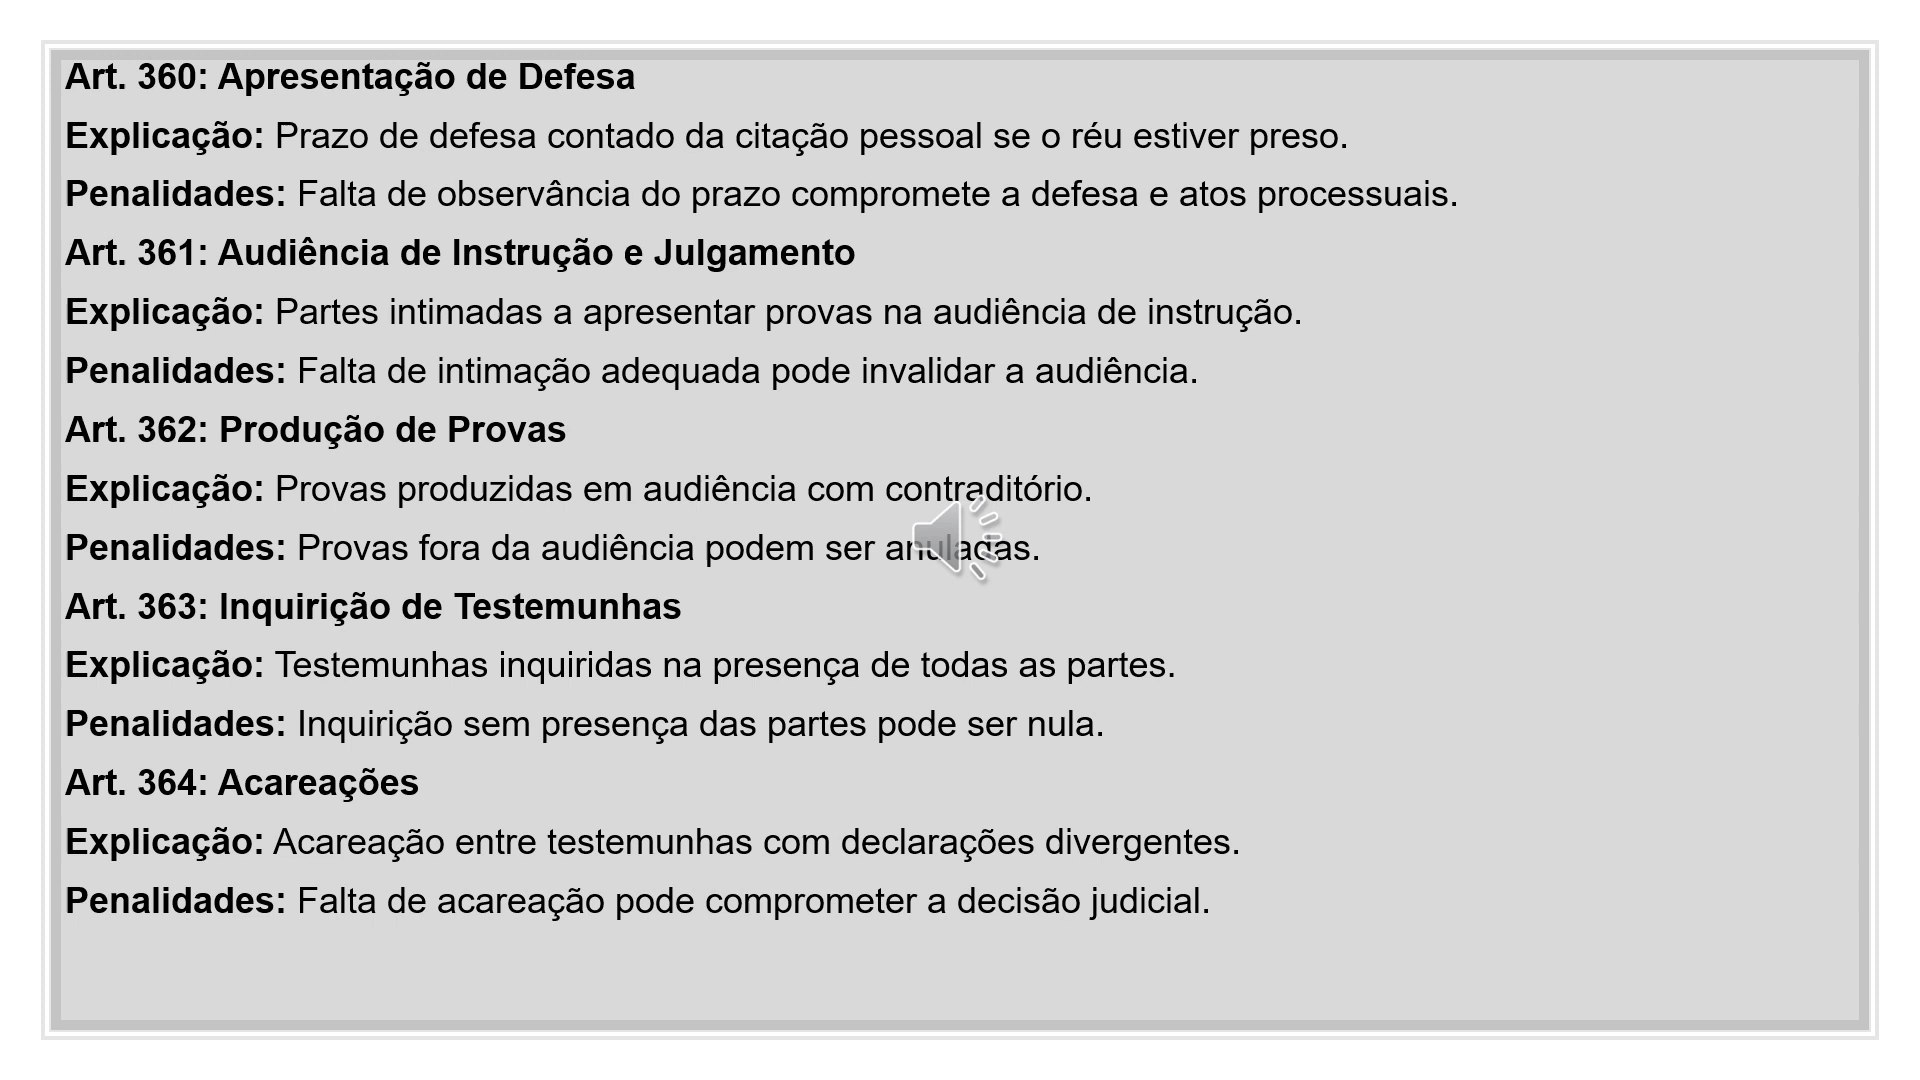 Art. 360: Apresentação de Defesa
Explicação: Prazo de defesa contado da citação pessoal se o réu estiver preso.
Penalidades: Falta de observância do prazo compromete a defesa e atos processuais.
Art. 361: Audiência de Instrução e Julgamento
Explicação: Partes intimadas a apresentar provas na audiência de instrução.
Penalidades: Falta de intimação adequada pode invalidar a audiência.
Art. 362: Produção de Provas
Explicação: Provas produzidas em audiência com contraditório.
Penalidades: Provas fora da audiência podem ser anuladas.
Art. 363: Inquirição de Testemunhas
Explicação: Testemunhas inquiridas na presença de todas as partes.
Penalidades: Inquirição sem presença das partes pode ser nula.
Art. 364: Acareações
Explicação: Acareação entre testemunhas com declarações divergentes.
Penalidades: Falta de acareação pode comprometer a decisão judicial.